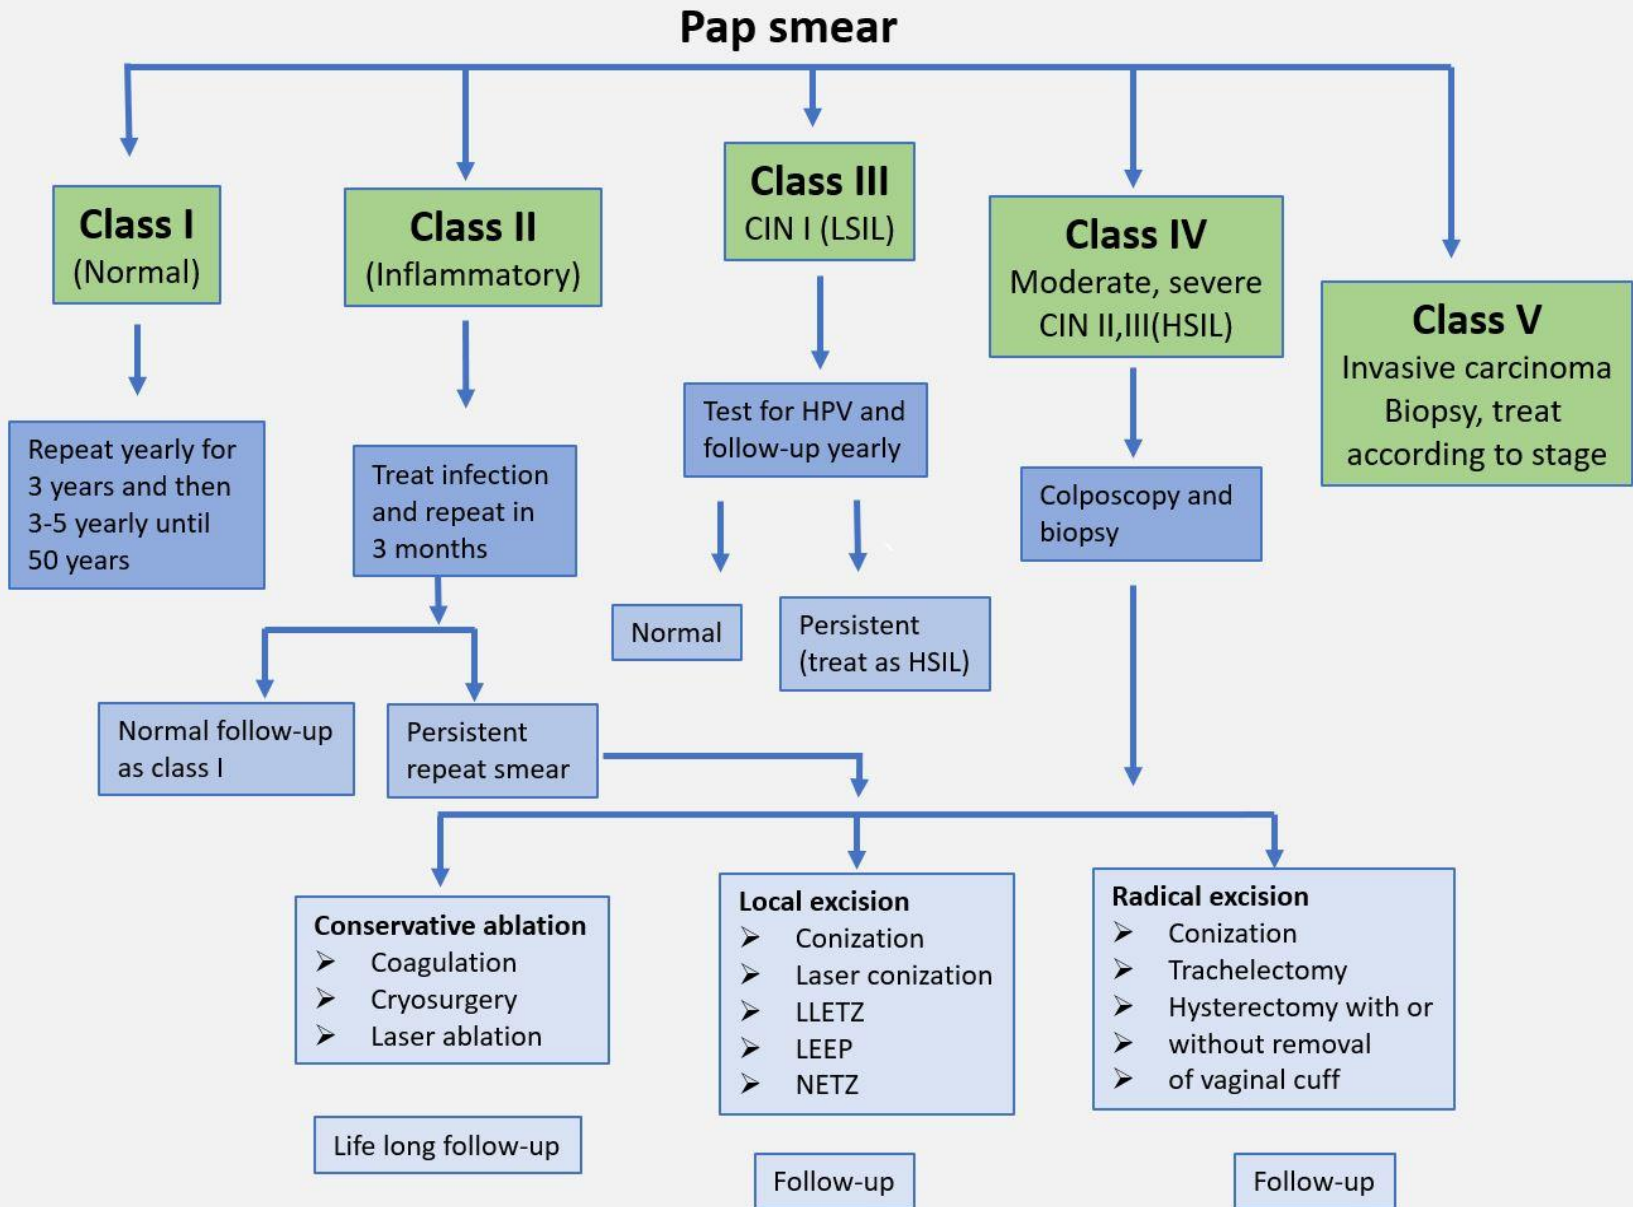 Pap smear
Class I
(Normal)
Class II
(Inflammatory)
Class III
CIN I (LSIL)
Class IV
Moderate, severe
CIN II,III(HSIL)
Class V
Invasive carcinoma
Biopsy, treat
according to stage
Repeat yearly for
3 years and then
3-5 yearly until
50 years
Treat infection
and repeat in
3 months
Test for HPV and
follow-up yearly
Colposcopy and
biopsy
Normal
Persistent
(treat as HSIL)
Normal follow-up
as class I
Persistent
repeat smear
Conservative ablation
➢ Coagulation
➢ Cryosurgery
➢ Laser ablation
Life long follow-up
Local excision
➢ Conization
➢ Laser conization
➢ LLETZ
➢ LEEP
➢ NETZ
Follow-up
Radical excision
➢ Conization
➢ Trachelectomy
➢ Hysterectomy with or
➢ without removal
➢ of vaginal cuff
Follow-up